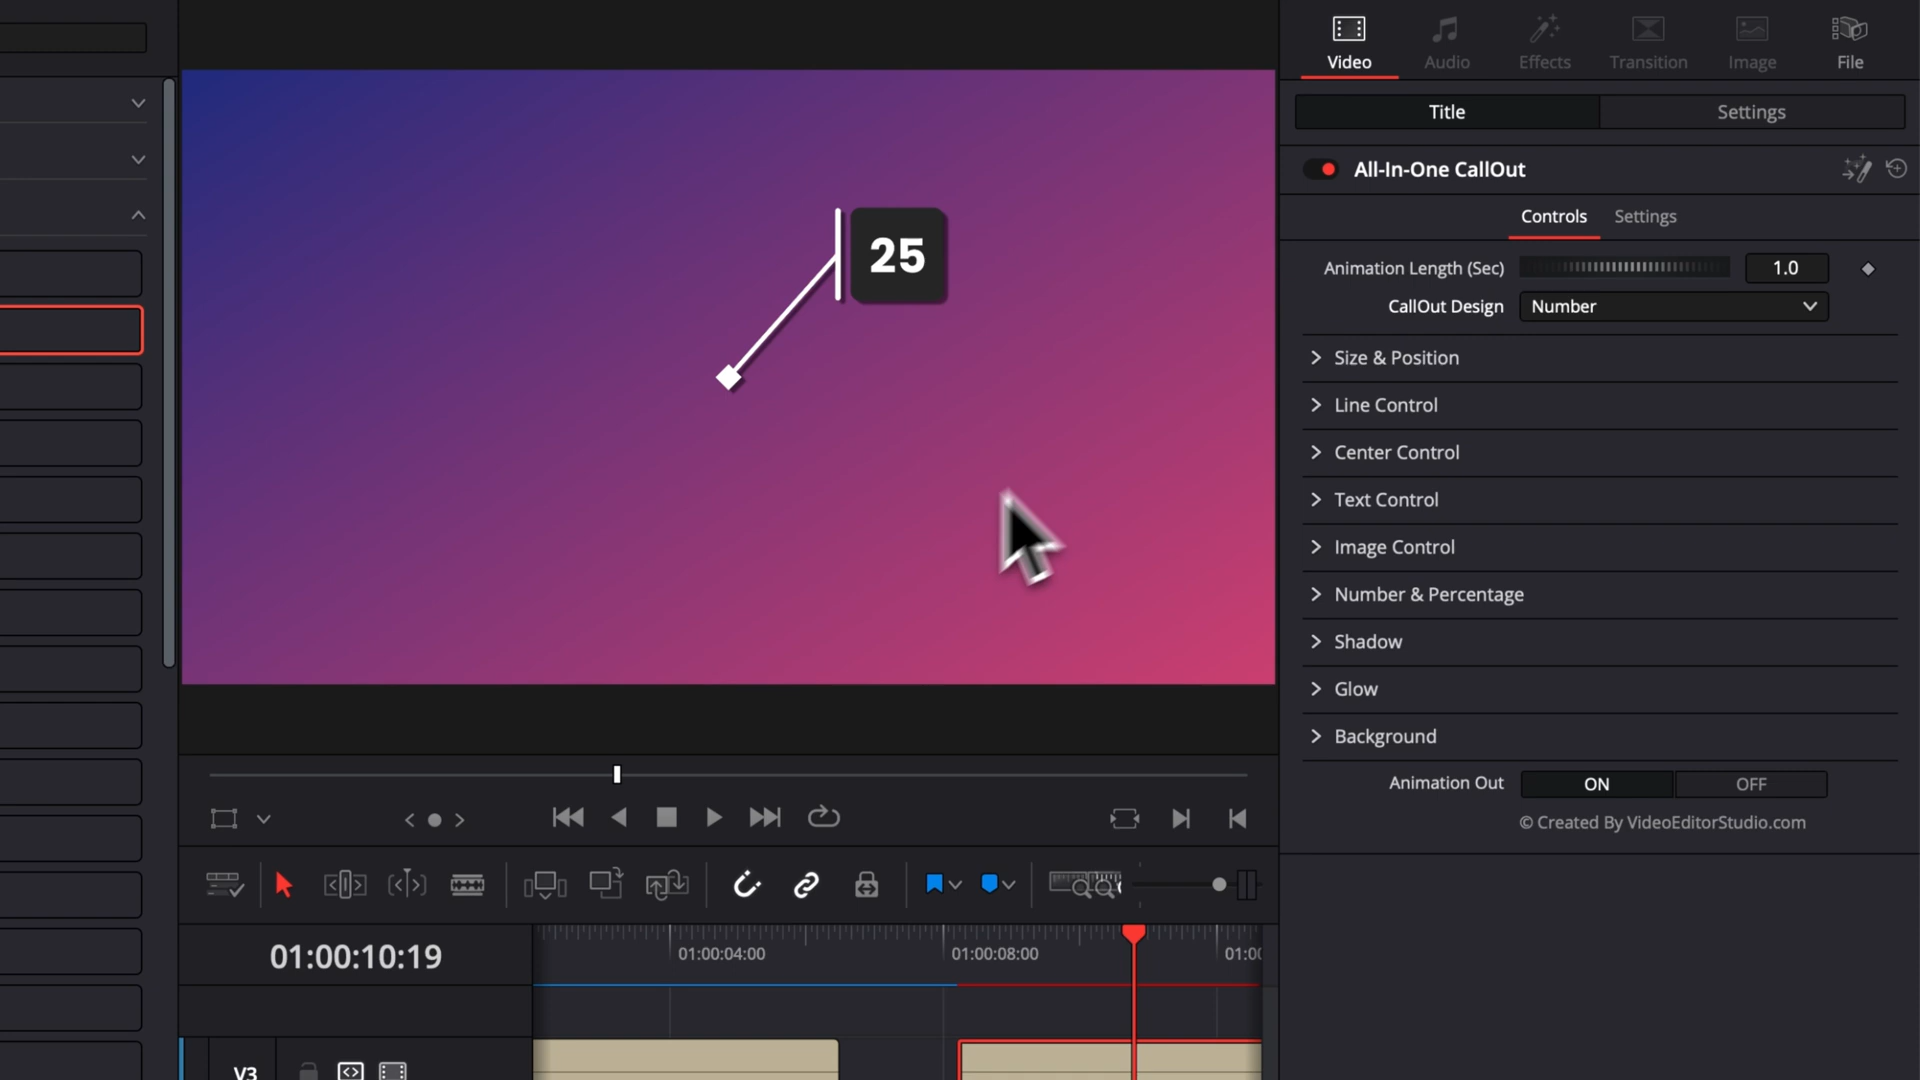 Video
Audio
Effects
Transition
Image
File
Title
Settings
All-In-One CallOut
Controls
Settings
Animation Length (Sec)
1.0
CallOut Design
Number
Size & Position
Line Control
Center Control
Text Control
Image Control
Number & Percentage
Shadow
Glow
Background
Animation Out
ON
OFF
© Created By VideoEditorStudio.com
25
01:00:10:19
01:00:04:00
01:00:08:00
V3